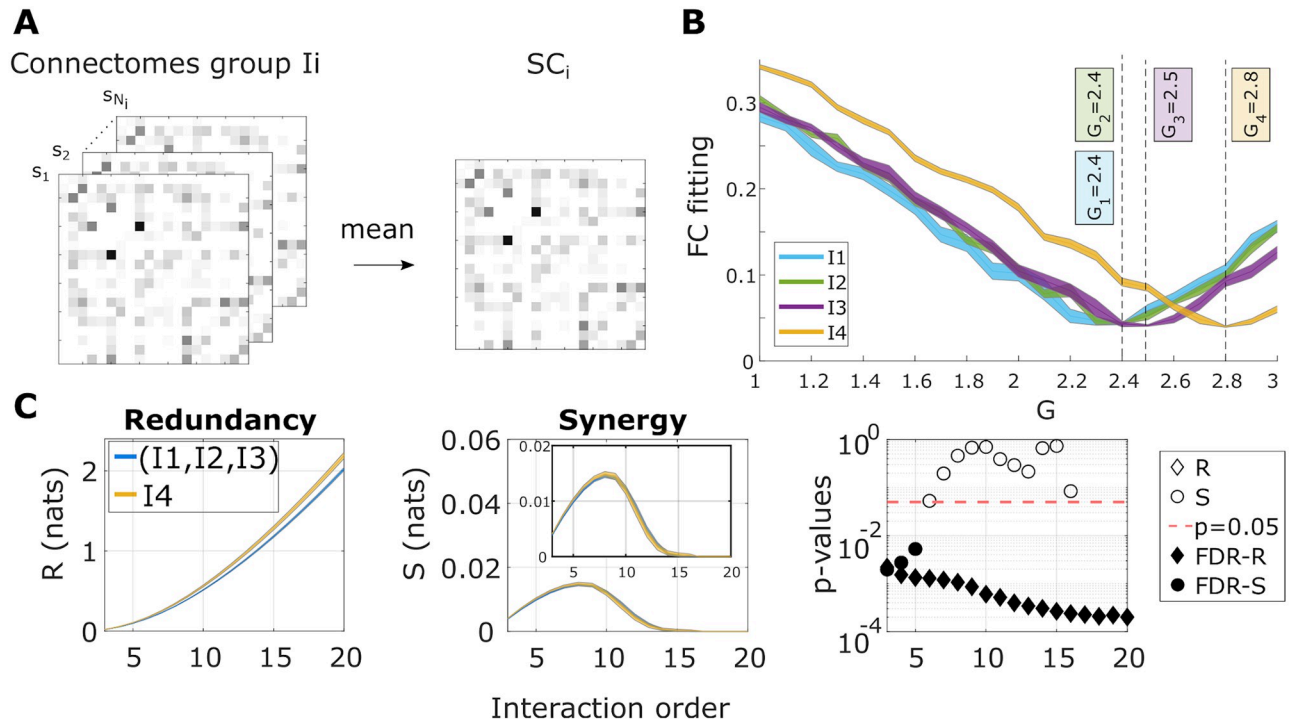 A
Connectomes group Ii
SCi
sNi
s2
s1
mean
B
FC fitting
0.3
0.2
0.1
0
G2=2.4
G1=2.4
G3=2.5
G4=2.8
I1
I2
I3
I4
1 1.2 1.4 1.6 1.8 2 2.2 2.4 2.6 2.8 3
G
C
Redundancy
R (nats)
2
1
0
(I1,I2,I3)
I4
5 10 15 20
Synergy
S (nats)
0.06
0.04
0.02
0
0.02
0.01
0
5 10 15 20
5 10 15 20
Interaction order
p-values
10^0
10^-2
10^-2
10^-4
5 10 15 20
R
S
p=0.05
FDR-R
FDR-S